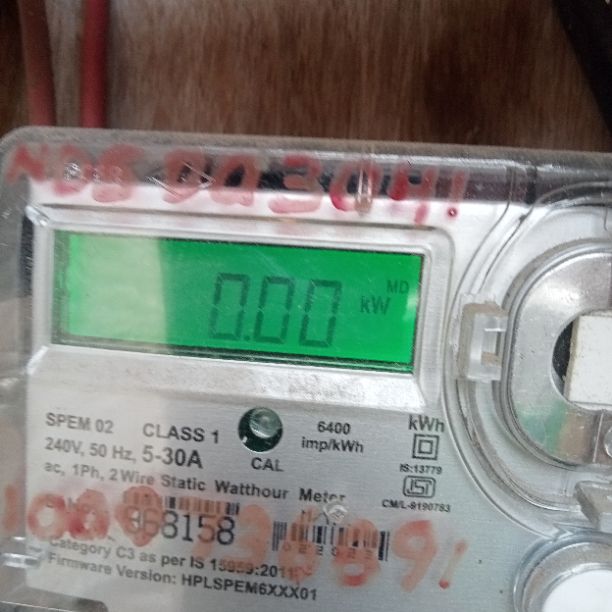 0.00 kW MD
SPEM 02 CLASS 1
240V, 50 Hz, 5-30A
ac, 1Ph, 2 Wire Static Watthour Meter
CAL
6400
imp/kWh
kWh
IS:13779
ISI
CM/L-9190783
868158
022023
Category C3 as per IS 15959:2011
Firmware Version: HPLSPEM6XXX01